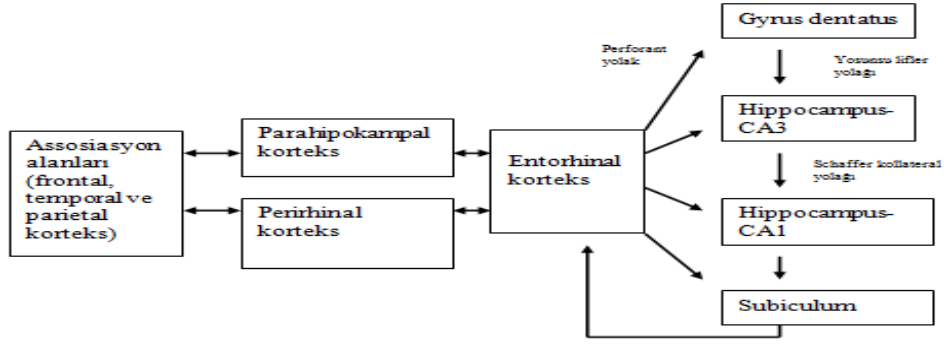 Gyrus dentatus
Perforant
yolak
Yosunsu lifler
yolağı
Hippocampus-
CA3
Parahipokampal
korteks
Assosiasyon
alanları
(frontal,
temporal ve
parietal
korteks)
Entorhinal
korteks
Schaffer kollateral
yolağı
Perirhinal
korteks
Hippocampus-
CA1
Subiculum